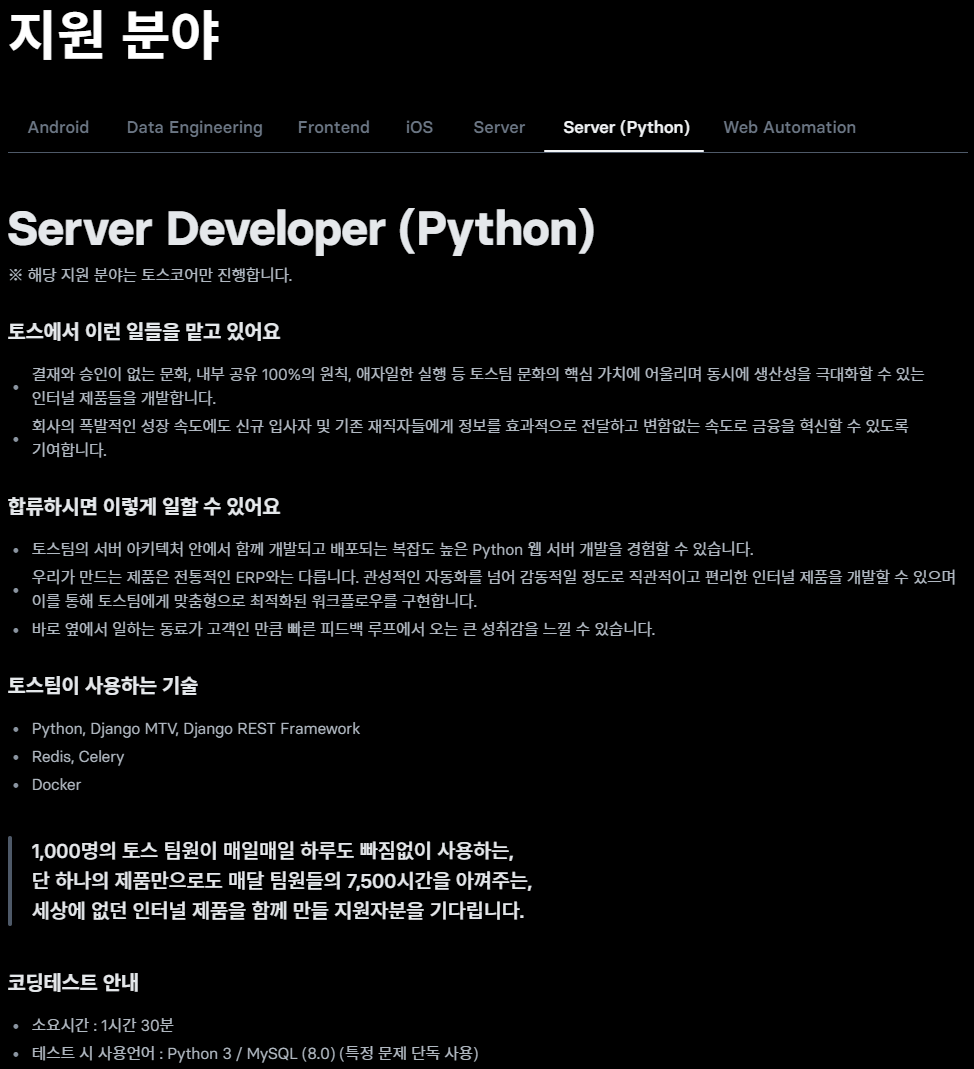 지원 분야
Android Data Engineering Frontend iOS Server Server (Python) Web Automation
Server Developer (Python)
※ 해당 지원 분야는 토스코어만 진행합니다.
토스에서 이런 일들을 맡고 있어요
• 결재와 승인이 없는 문화, 내부 공유 100%의 원칙, 애자일한 실행 등 토스팀 문화의 핵심 가치에 어울리며 동시에 생산성을 극대화할 수 있는
인터널 제품들을 개발합니다.
• 회사의 폭발적인 성장 속도에도 신규 입사자 및 기존 재직자들에게 정보를 효과적으로 전달하고 변함없는 속도로 금융을 혁신할 수 있도록
기여합니다.
합류하시면 이렇게 일할 수 있어요
• 토스팀의 서버 아키텍처 안에서 함께 개발되고 배포되는 복잡도 높은 Python 웹 서버 개발을 경험할 수 있습니다.
• 우리가 만드는 제품은 전통적인 ERP와는 다릅니다. 관성적인 자동화를 넘어 감동적일 정도로 직관적이고 편리한 인터널 제품을 개발할 수 있으며
이를 통해 토스팀에게 맞춤형으로 최적화된 워크플로우를 구현합니다.
• 바로 옆에서 일하는 동료가 고객인 만큼 빠른 피드백 루프에서 오는 큰 성취감을 느낄 수 있습니다.
토스팀이 사용하는 기술
• Python, Django MTV, Django REST Framework
• Redis, Celery
• Docker
1,000명의 토스 팀원이 매일매일 하루도 빠짐없이 사용하는,
단 하나의 제품만으로도 매달 팀원들의 7,500시간을 아껴주는,
세상에 없던 인터널 제품을 함께 만들 지원자분을 기다립니다.
코딩테스트 안내
• 소요시간 : 1시간 30분
• 테스트 시 사용언어 : Python 3 / MySQL (8.0) (특정 문제 단독 사용)